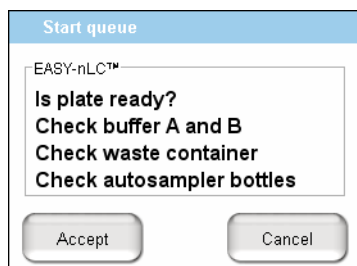 Start queue
EASY-nLC™
Is plate ready?
Check buffer A and B
Check waste container
Check autosampler bottles
Accept
Cancel